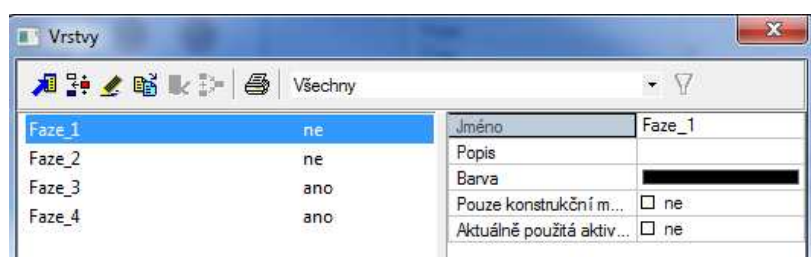 Vrstvy
Všechny
Faze_1 ne
Faze_2 ne
Faze_3 ano
Faze_4 ano
Jméno Faze_1
Popis
Barva
Pouze konstrukční m... ne
Aktuálně použitá aktiv... ne